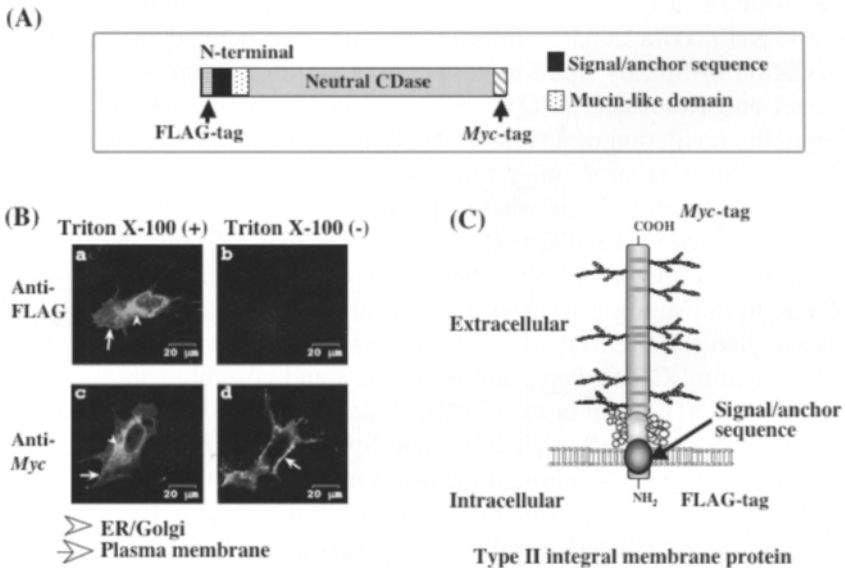 (A)
N-terminal
Neutral CDase
FLAG-tag
Myc-tag
Signal/anchor sequence
Mucin-like domain
(B)
Triton X-100 (+) Triton X-100 (-)
Anti-
FLAG
a
20 μm
b
20 μm
Anti-
Myc
c
20 μm
d
20 μm
ER/Golgi
Plasma membrane
(C)
Myc-tag
COOH
Extracellular
Signal/anchor
sequence
Intracellular
NH2
FLAG-tag
Type II integral membrane protein